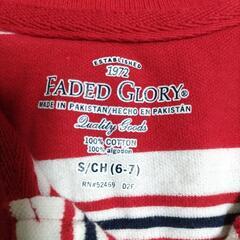 ESTABLISHED
1972
FADED GLORY®
MADE IN PAKISTAN/HECHO EN PAKISTÁN
Quality Goods
100% COTTON
100% algodon
S/CH (6-7)
RN#52469 D2F